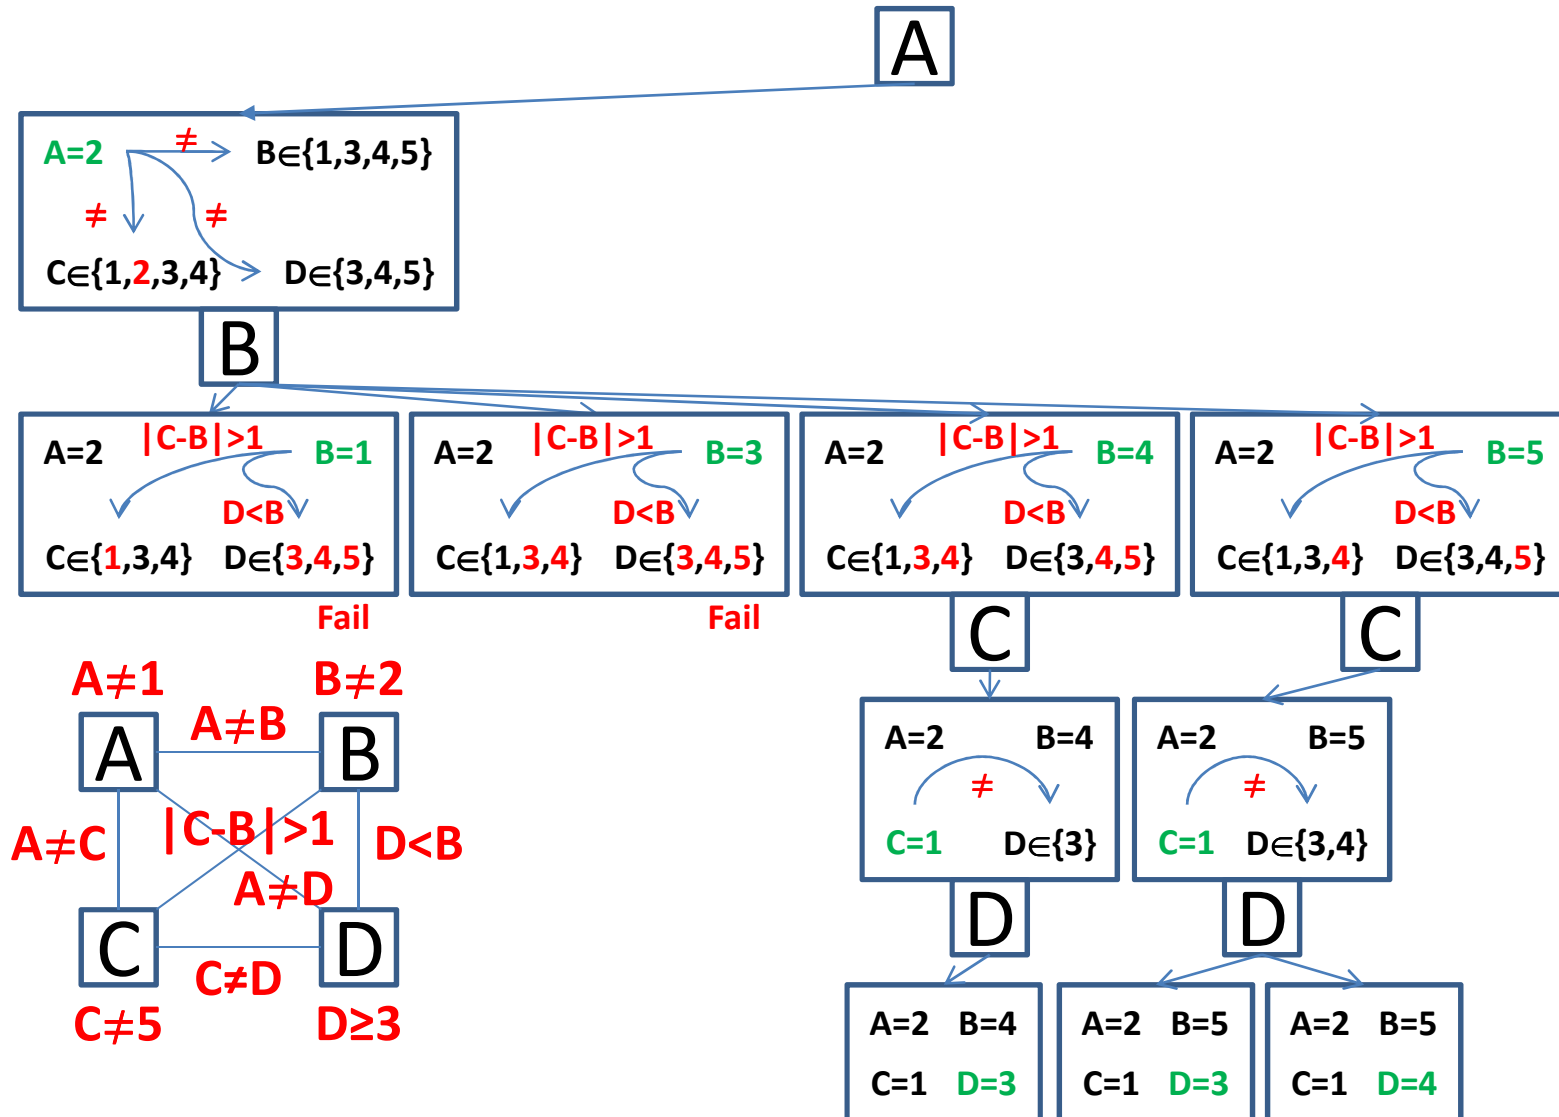 A
A=2 ≠ B∈{1,3,4,5}
≠ ≠
C∈{1,2,3,4} D∈{3,4,5}
B
A=2 |C-B|>1 B=1
D<B
C∈{1,3,4} D∈{3,4,5}
Fail
A=2 |C-B|>1 B=3
D<B
C∈{1,3,4} D∈{3,4,5}
Fail
A=2 |C-B|>1 B=4
D<B
C∈{1,3,4} D∈{3,4,5}
C
A=2 |C-B|>1 B=5
D<B
C∈{1,3,4} D∈{3,4,5}
C
A≠1 B≠2
A≠B
A B
A≠C |C-B|>1 D<B
A≠D
C D
C≠D
C≠5 D≥3
A=2 B=4
≠
C=1 D∈{3}
D
A=2 B=5
≠
C=1 D∈{3,4}
D
A=2 B=4
C=1 D=3
A=2 B=5
C=1 D=3
A=2 B=5
C=1 D=4